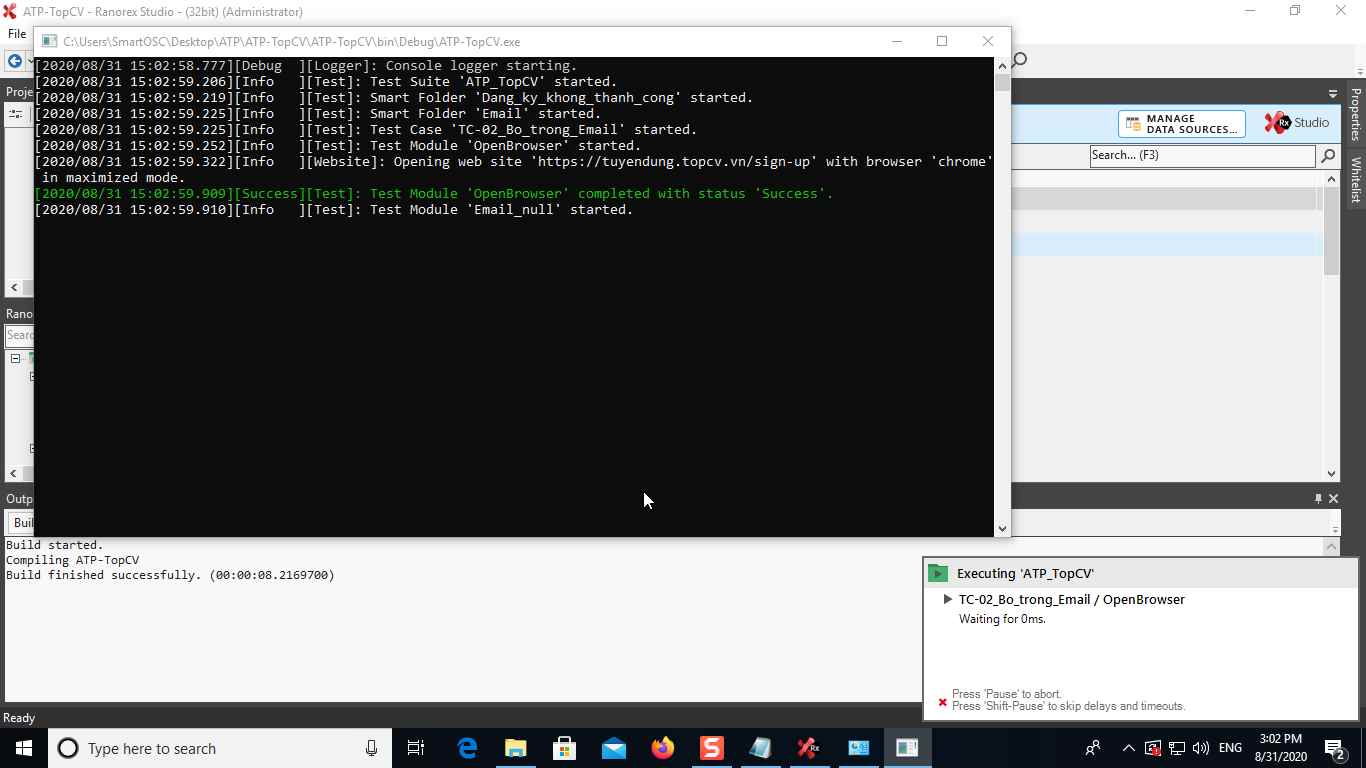 ATP-TopCV - Ranorex Studio - (32bit) (Administrator)
File
C:\Users\SmartOSC\Desktop\ATP\ATP-TopCV\ATP-TopCV\bin\Debug\ATP-TopCV.exe
[2020/08/31 15:02:58.777][Debug  ][Logger]: Console logger starting.
[2020/08/31 15:02:59.206][Info   ][Test]: Test Suite 'ATP_TopCV' started.
[2020/08/31 15:02:59.219][Info   ][Test]: Smart Folder 'Dang_ky_khong_thanh_cong' started.
[2020/08/31 15:02:59.225][Info   ][Test]: Smart Folder 'Email' started.
[2020/08/31 15:02:59.225][Info   ][Test]: Test Case 'TC-02_Bo_trong_Email' started.
[2020/08/31 15:02:59.252][Info   ][Test]: Test Module 'OpenBrowser' started.
[2020/08/31 15:02:59.322][Info   ][Website]: Opening web site 'https://tuyendung.topcv.vn/sign-up' with browser 'chrome'
in maximized mode.
[2020/08/31 15:02:59.909][Success][Test]: Test Module 'OpenBrowser' completed with status 'Success'.
[2020/08/31 15:02:59.910][Info   ][Test]: Test Module 'Email_null' started.
Proje
MANAGE
DATA SOURCES...
Rx Studio
Search... (F3)
Properties
Whitelist
Rano
Searc
Outp
Buil
Build started.
Compiling ATP-TopCV
Build finished successfully. (00:00:08.2169700)
Executing 'ATP_TopCV'
TC-02_Bo_trong_Email / OpenBrowser
Waiting for 0ms.
Press 'Pause' to abort.
Press 'Shift-Pause' to skip delays and timeouts.
Ready
Type here to search
S
Rx
ENG
3:02 PM
8/31/2020
2